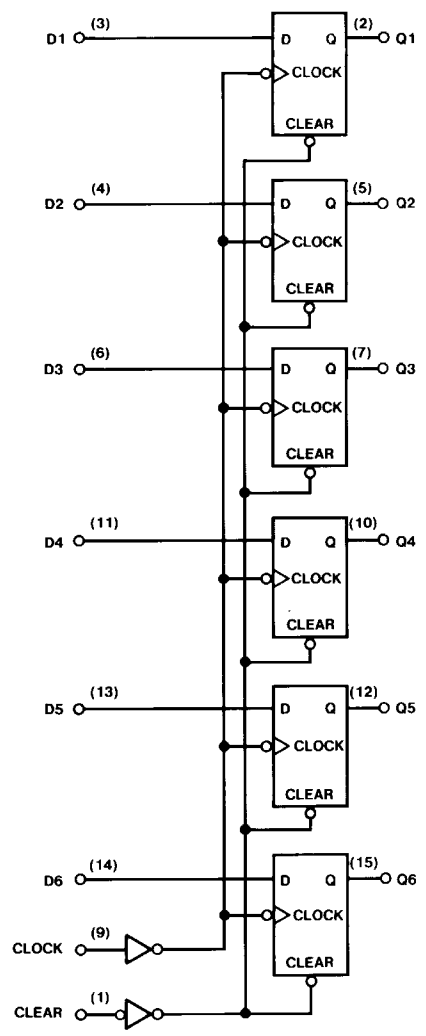 D1 (3) D Q (2) Q1
CLOCK
CLEAR
D2 (4) D Q (5) Q2
CLOCK
CLEAR
D3 (6) D Q (7) Q3
CLOCK
CLEAR
D4 (11) D Q (10) Q4
CLOCK
CLEAR
D5 (13) D Q (12) Q5
CLOCK
CLEAR
D6 (14) D Q (15) Q6
CLOCK
CLOCK (9)
CLEAR
CLEAR (1)